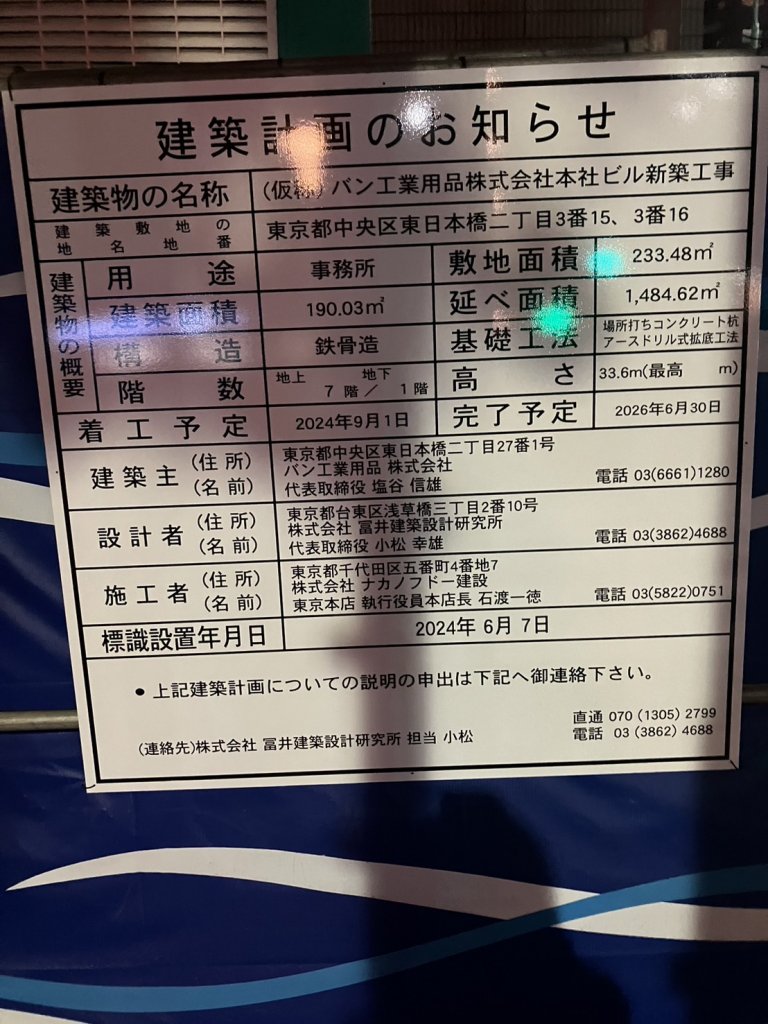 建築計画のお知らせ
建築物の名称 (仮称) バン工業用品株式会社本社ビル新築工事
建築敷地の地名地番 東京都中央区東日本橋二丁目3番15、3番16
建築物の概要
用途 事務所 敷地面積 233.48㎡
建築面積 190.03㎡ 延べ面積 1,484.62㎡
構造 鉄骨造 基礎工法 場所打ちコンクリート杭 アースドリル式拡底工法
階数 地上 7階 / 地下 1階 高さ 33.6m(最高 m)
着工予定 2024年9月1日 完了予定 2026年6月30日
建築主 (住所) 東京都中央区東日本橋二丁目27番1号
バン工業用品 株式会社
(名前) 代表取締役 塩谷 信雄 電話 03(6661)1280
設計者 (住所) 東京都台東区浅草橋三丁目2番10号
株式会社 冨井建築設計研究所
(名前) 代表取締役 小松 幸雄 電話 03(3862)4688
施工者 (住所) 東京都千代田区五番町4番地7
株式会社 ナカノフドー建設
(名前) 東京本店 執行役員本店長 石渡一徳 電話 03(5822)0751
標識設置年月日 2024年 6月 7日
● 上記建築計画についての説明の申出は下記へ御連絡下さい。
直通 070 (1305) 2799
(連絡先)株式会社 冨井建築設計研究所 担当 小松 電話 03 (3862) 4688